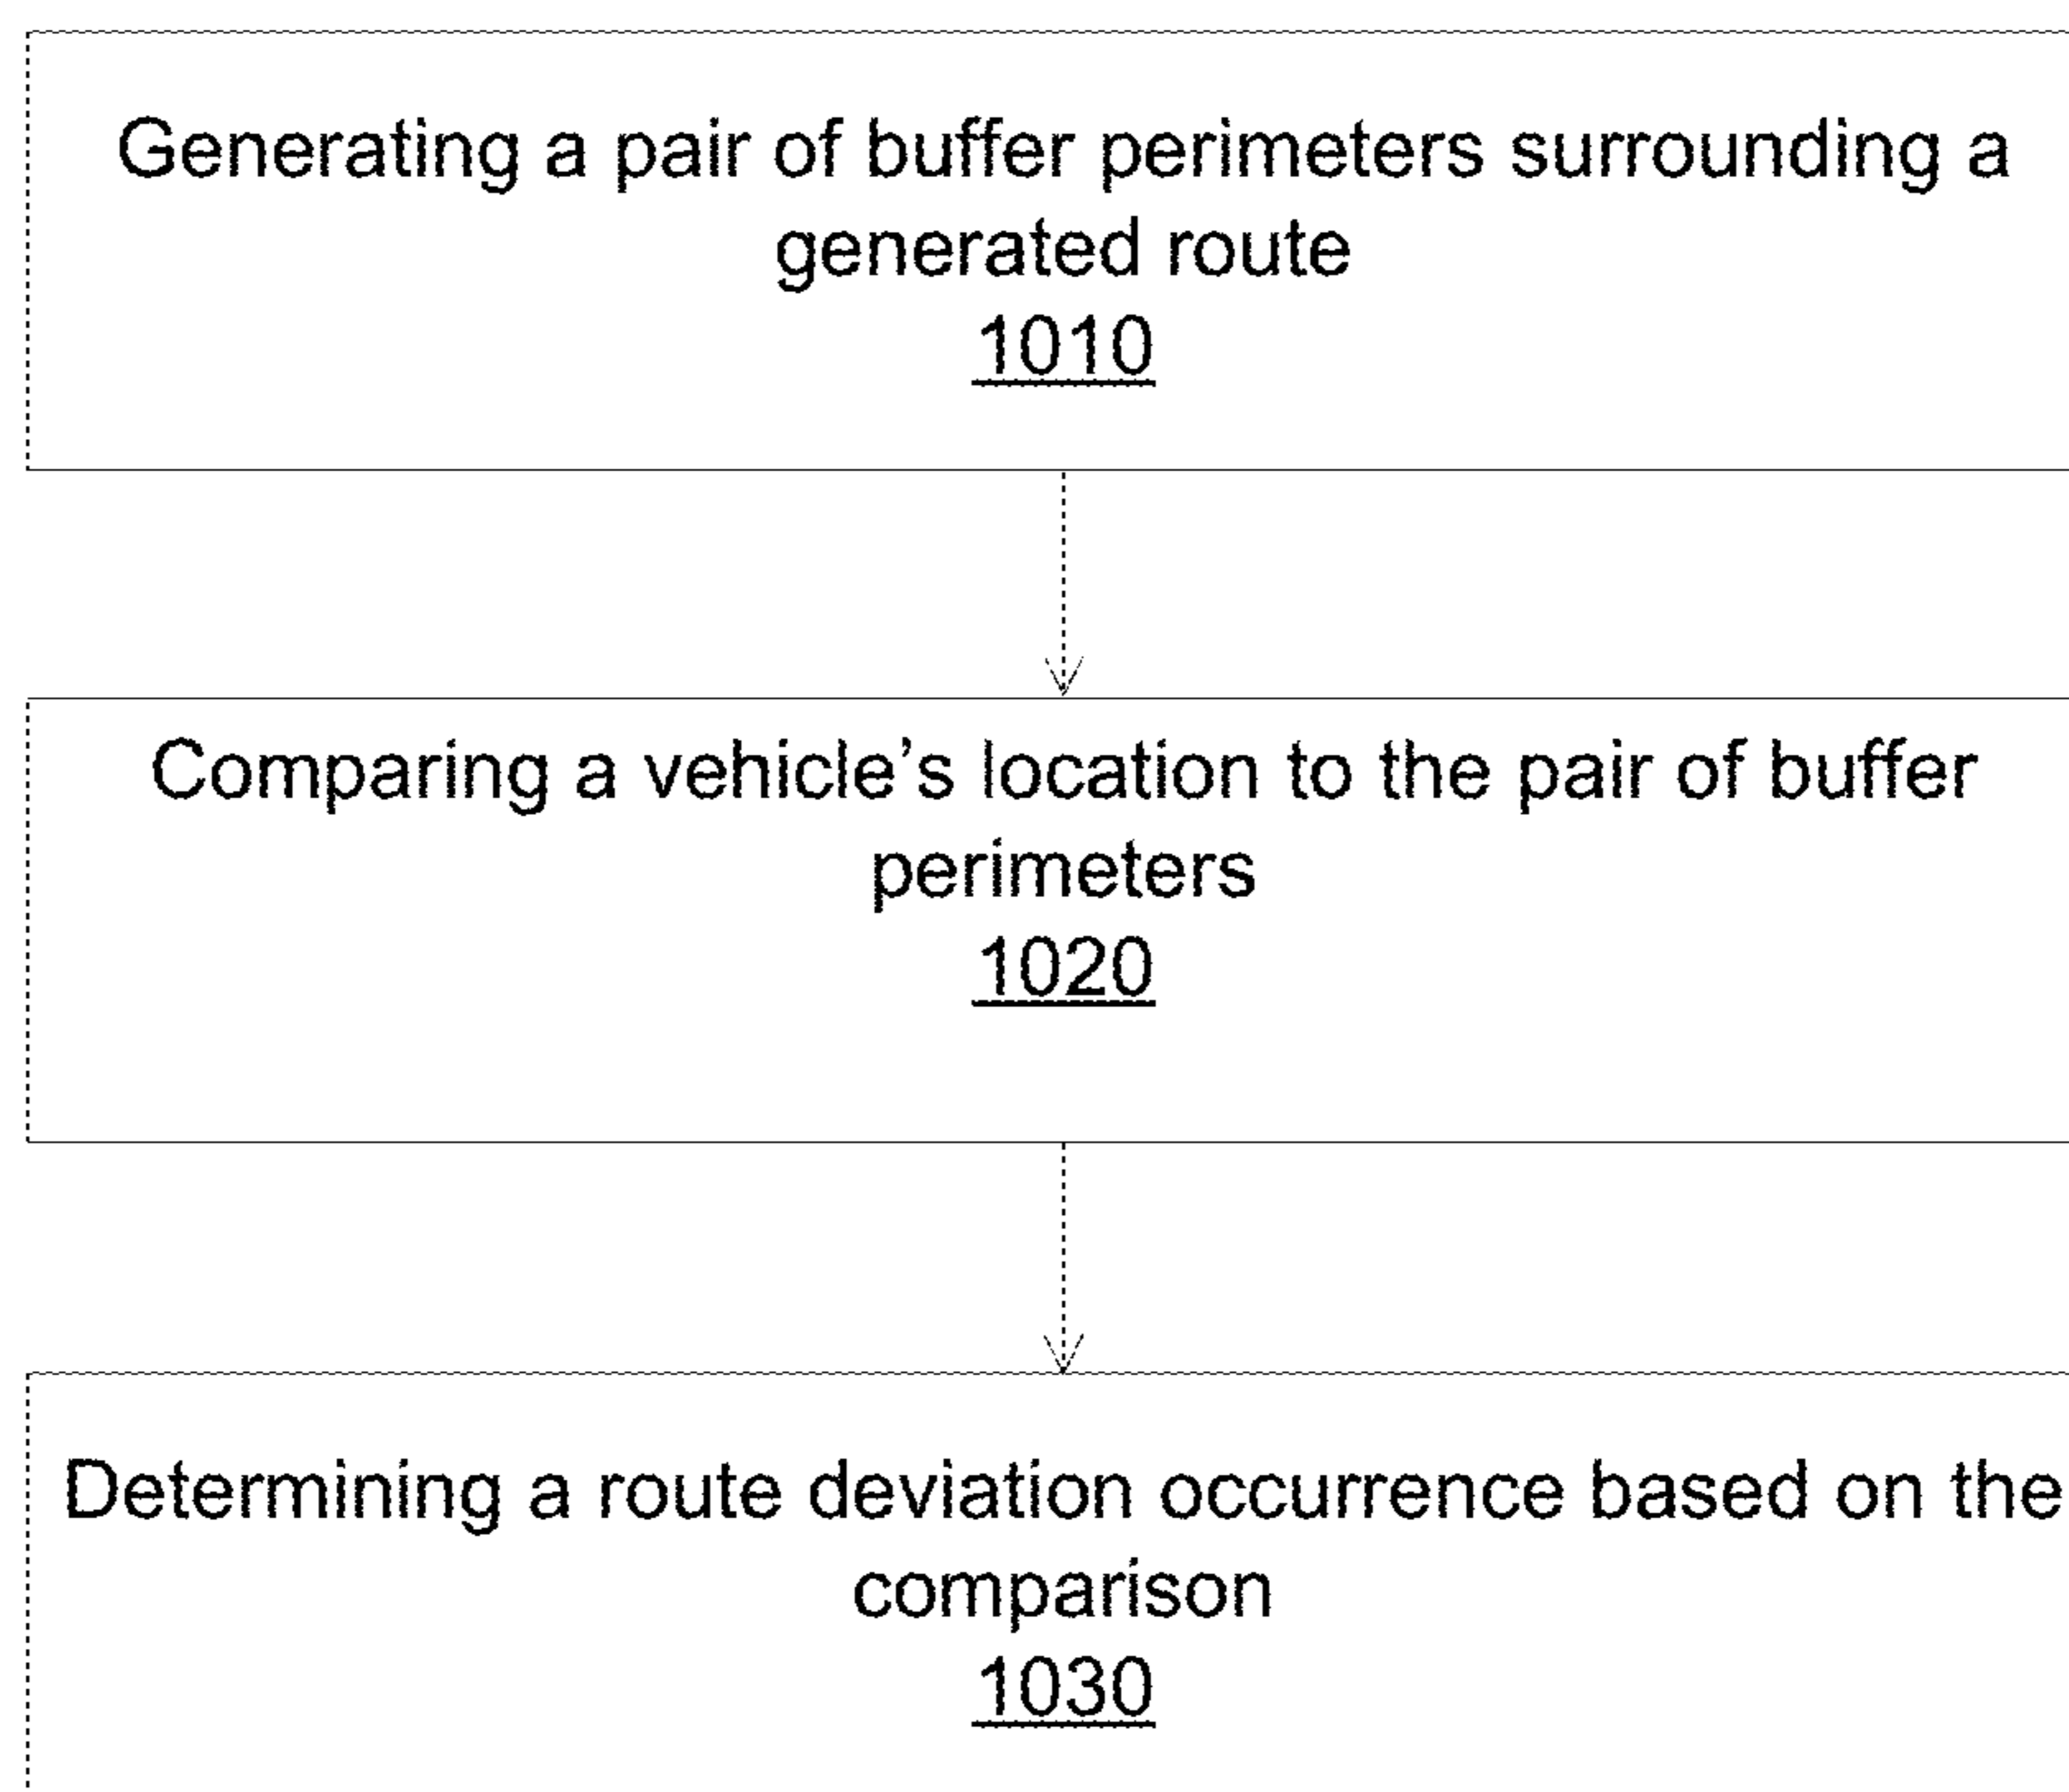 Generating a pair of buffer perimeters surrounding a
generated route
1010
Comparing a vehicle’s location to the pair of buffer
perimeters
1020
Determining a route deviation occurrence based on the
comparison
1030